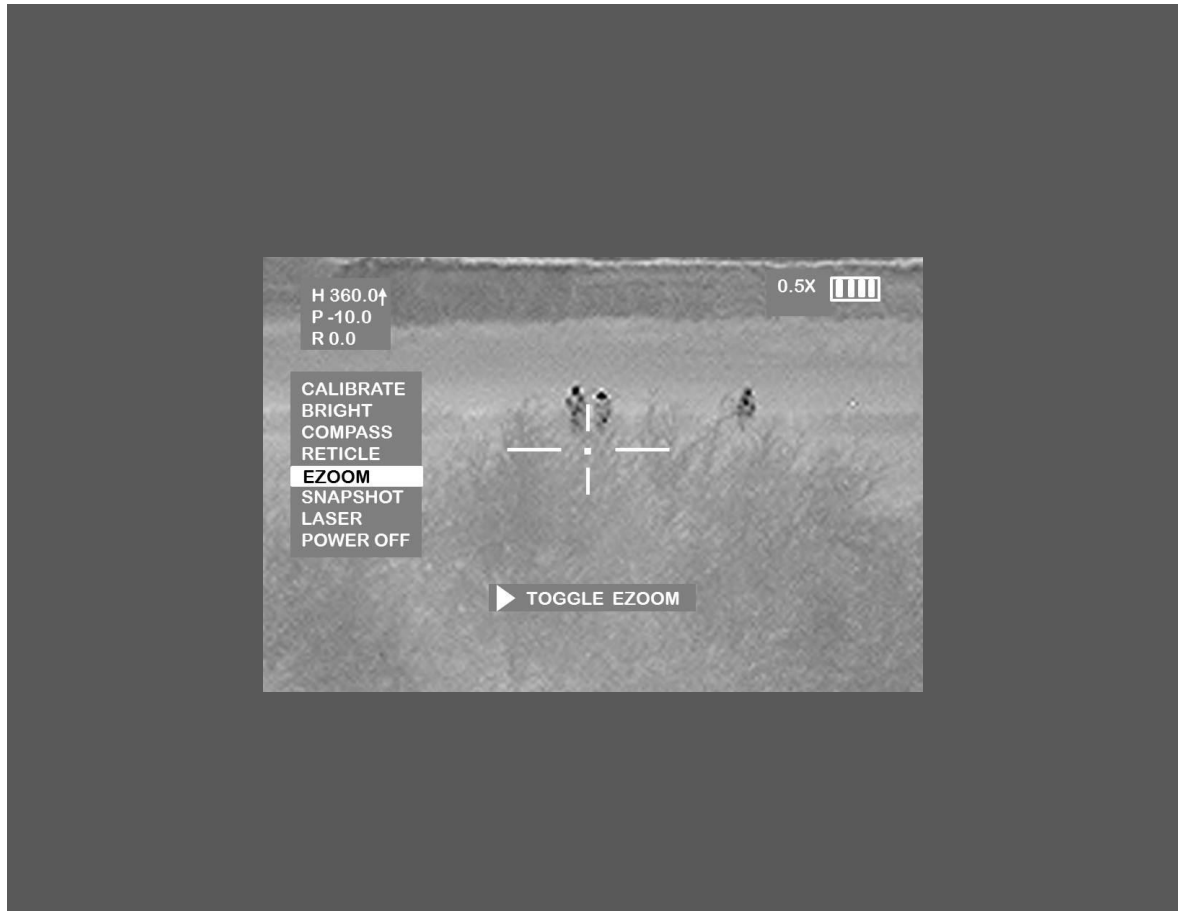 H 360.0
P -10.0
R 0.0
0.5X
CALIBRATE
BRIGHT
COMPASS
RETICLE
EZOOM
SNAPSHOT
LASER
POWER OFF
TOGGLE EZOOM